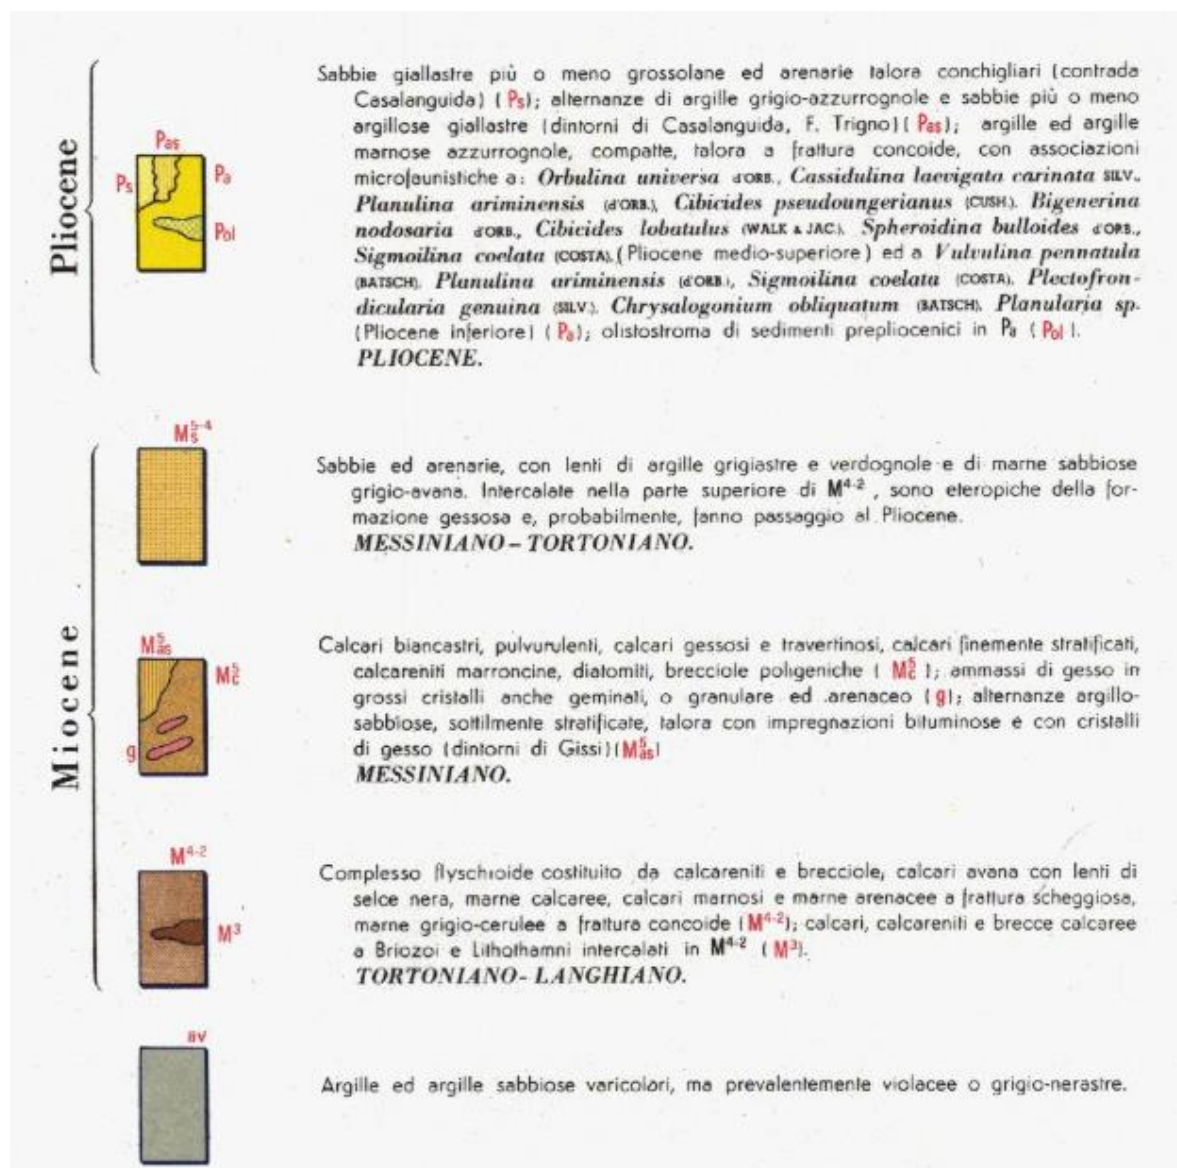 Pliocene
Pas
Ps
Pa
Pol
Sabbie giallastre più o meno grossolane ed arenarie talora conchigliari (contrada
Casalanguida) (Ps); alternanze di argille grigio-azzurrognole e sabbie più o meno
argillose giallastre (dintorni di Casalanguida, F. Trigno) (Pas); argille ed argille
marnose azzurrognole, compatte, talora a frattura concoide, con associazioni
microfaunistiche a: Orbulina universa d'ORB., Cassidulina laevigata carinata SILV.,
Planulina ariminensis (d'ORB.), Cibicides pseudoungerianus (CUSH.), Bigenerina
nodosaria d'ORB., Cibicides lobatulus (WALK & JAC.), Spheroidina bulloides d'ORB.,
Sigmoilina coelata (COSTA), (Pliocene medio-superiore) ed a Vulvulina pennatula
(BATSCH), Planulina ariminensis (d'ORB.), Sigmoilina coelata (COSTA), Plectofron-
dicularia genuina (SILV.), Chrysalogonium obliquatum (BATSCH), Planularia sp.
(Pliocene inferiore) (Pa); olistostroma di sedimenti prepliocenici in Pa (Pol).
PLIOCENE.
Miocene
M5-4s
Sabbie ed arenarie, con lenti di argille grigiastre e verdognole e di marne sabbiose
grigio-avana. Intercalate nella parte superiore di M4-2, sono eteropiche della for-
mazione gessosa e, probabilmente, fanno passaggio al Pliocene.
MESSINIANO – TORTONIANO.
M5as
M5c
g
Calcari biancastri, pulvurulenti, calcari gessosi e travertinosi, calcari finemente stratificati,
calcareniti marroncine, diatomiti, brecciole poligeniche (M5c); ammassi di gesso in
grossi cristalli anche geminati, o granulare ed arenaceo (g); alternanze argillo-
sabbiose, sottilmente stratificate, talora con impregnazioni bituminose e con cristalli
di gesso (dintorni di Gissi) (M5as)
MESSINIANO.
M4-2
M3
Complesso flyschioide costituito da calcareniti e brecciole, calcari avana con lenti di
selce nera, marne calcaree, calcari marnosi e marne arenacee a frattura scheggiosa,
marne grigio-cerulee a frattura concoide (M4-2); calcari, calcareniti e brecce calcaree
a Briozoi e Lithothamni intercalati in M4-2 (M3).
TORTONIANO - LANGHIANO.
av
Argille ed argille sabbiose varicolori, ma prevalentemente violacee o grigio-nerastre.